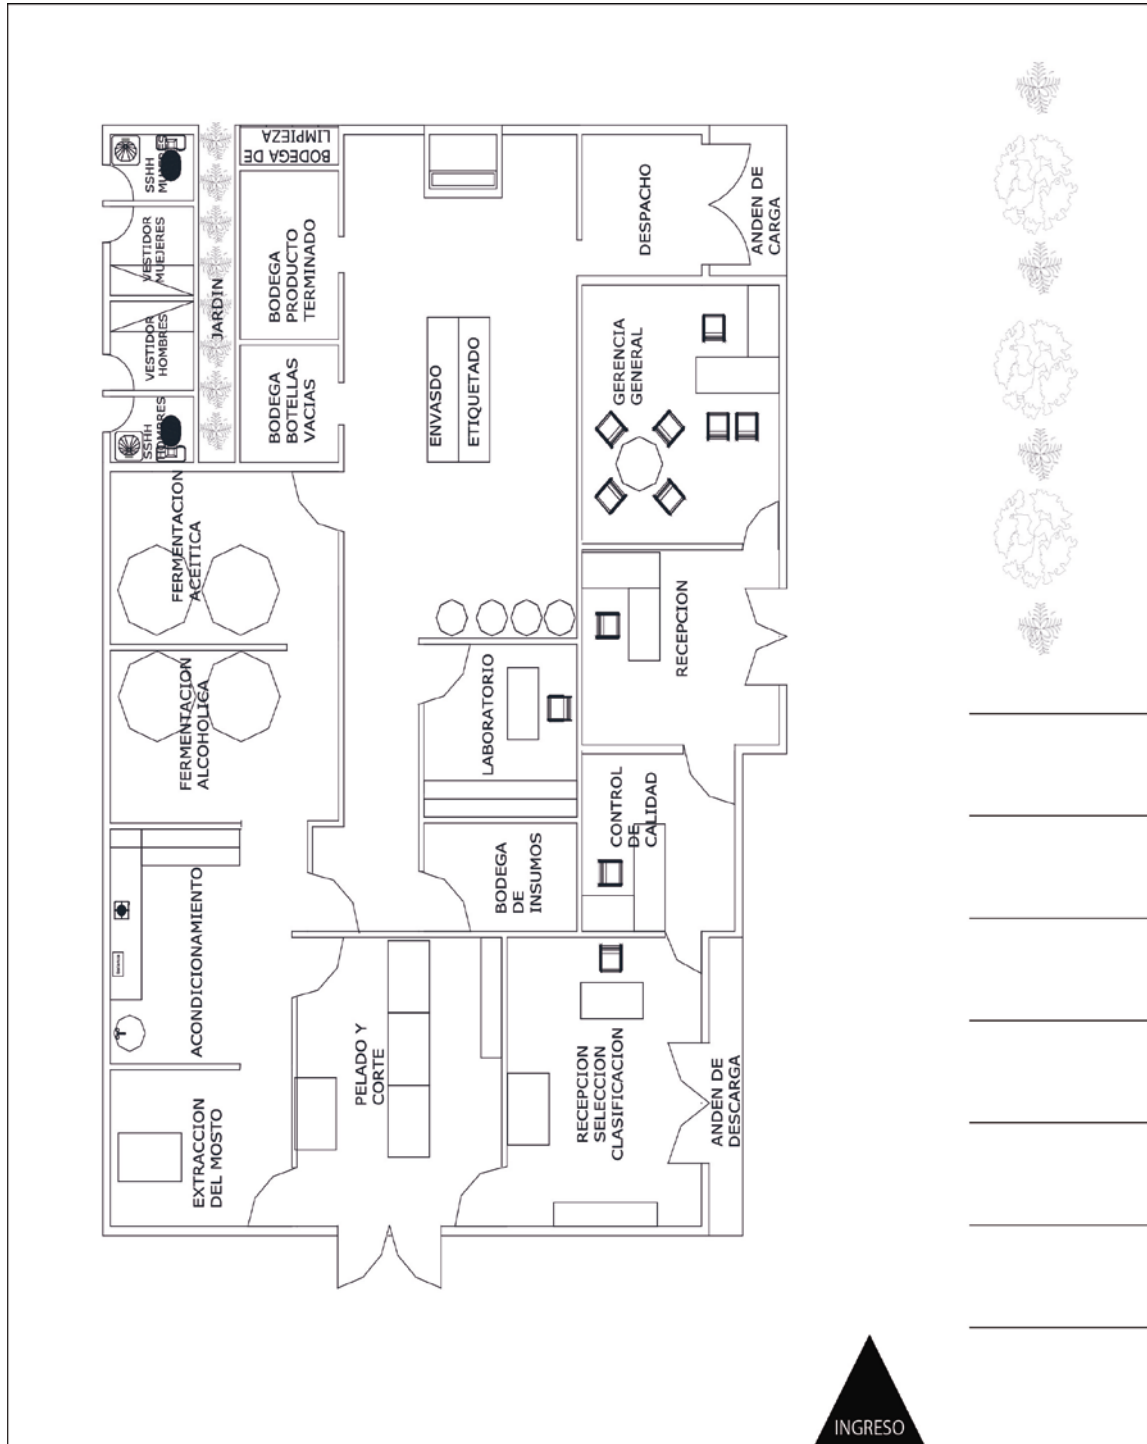 SSHH
MUJERES
VESTIDOR
MUEJERES
VESTIDOR
HOMBRES
SSHH
HOMBRES
JARDIN
BODEGA DE
LIMPIEZA
BODEGA
PRODUCTO
TERMINADO
BODEGA
BOTELLAS
VACIAS
ENVASDO
ETIQUETADO
DESPACHO
ANDEN DE
CARGA
GERENCIA
GENERAL
FERMENTACION
ACEITICA
FERMENTACION
ALCOHOLICA
RECEPCION
LABORATORIO
CONTROL
DE
CALIDAD
BODEGA
DE
INSUMOS
ACONDICIONAMIENTO
PELADO Y
CORTE
RECEPCION
SELECCION
CLASIFICACION
ANDEN DE
DESCARGA
EXTRACCION
DEL MOSTO
INGRESO